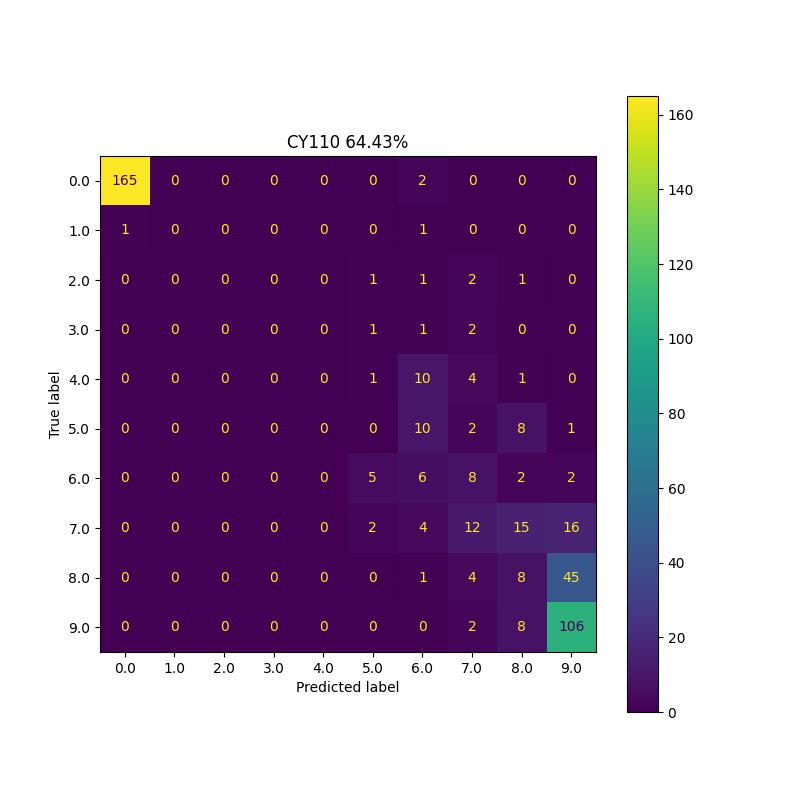 CY110 64.43%
160
0.0 165 0 0 0 0 0 2 0 0 0
140
1.0 1 0 0 0 0 0 1 0 0 0
2.0 0 0 0 0 0 1 1 2 1 0
120
3.0 0 0 0 0 0 1 1 2 0 0
100
4.0 0 0 0 0 0 1 10 4 1 0
True label
80
5.0 0 0 0 0 0 0 10 2 8 1
6.0 0 0 0 0 0 5 6 8 2 2
60
7.0 0 0 0 0 0 2 4 12 15 16
40
8.0 0 0 0 0 0 0 1 4 8 45
9.0 0 0 0 0 0 0 0 2 8 106
20
0.0 1.0 2.0 3.0 4.0 5.0 6.0 7.0 8.0 9.0
Predicted label
0